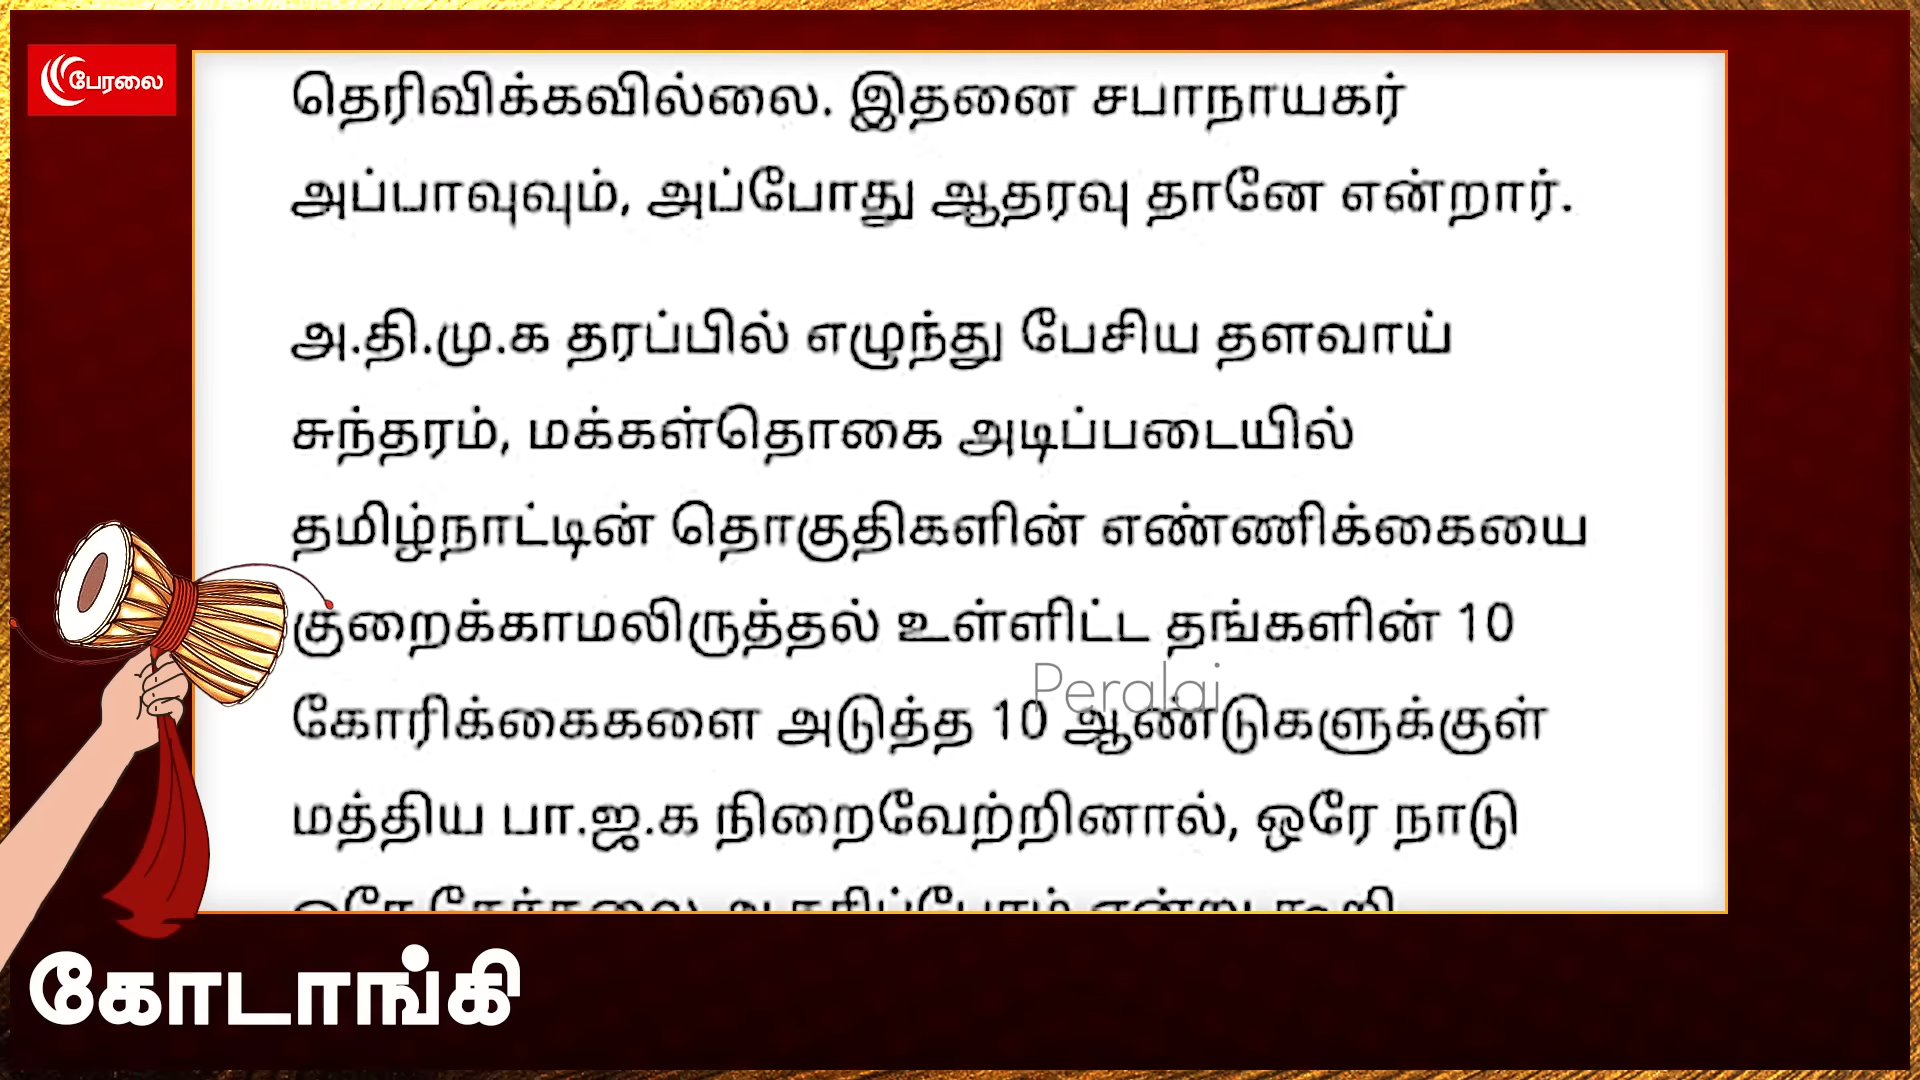 பேரலை
தெரிவிக்கவில்லை. இதனை சபாநாயகர்
அப்பாவுவும், அப்போது ஆதரவு தானே என்றார்.
அ.தி.மு.க தரப்பில் எழுந்து பேசிய தளவாய்
சுந்தரம், மக்கள்தொகை அடிப்படையில்
தமிழ்நாட்டின் தொகுதிகளின் எண்ணிக்கையை
குறைக்காமலிருத்தல் உள்ளிட்ட தங்களின் 10
Peralai
கோரிக்கைகளை அடுத்த 10 ஆண்டுகளுக்குள்
மத்திய பா.ஜ.க நிறைவேற்றினால், ஒரே நாடு
கோடாங்கி